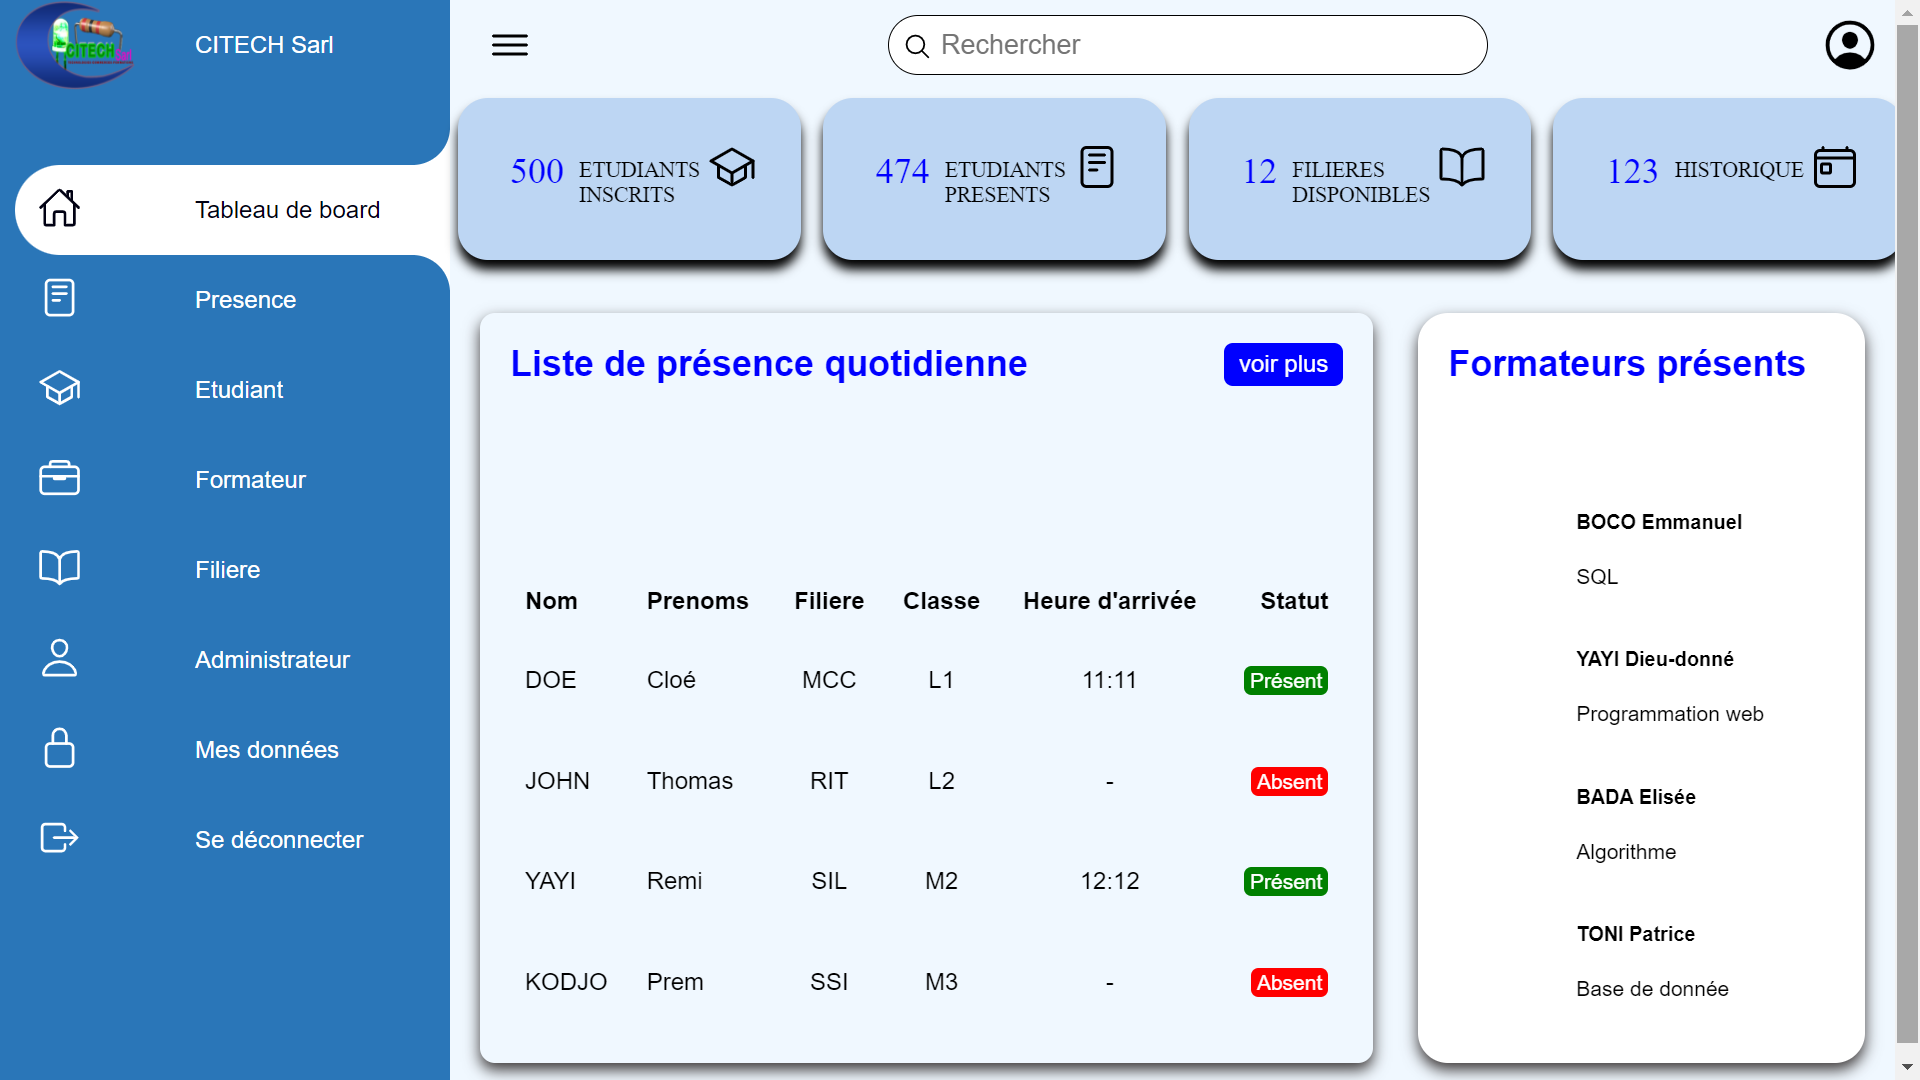 CITECH Sarl
CITECH Sarl
Rechercher
Tableau de board
Presence
Etudiant
Formateur
Filiere
Administrateur
Mes données
Se déconnecter
500 ETUDIANTS
INSCRITS
474 ETUDIANTS
PRESENTS
12 FILIERES
DISPONIBLES
123 HISTORIQUE
Liste de présence quotidienne voir plus
Nom Prenoms Filiere Classe Heure d'arrivée Statut
DOE Cloé MCC L1 11:11 Présent
JOHN Thomas RIT L2 - Absent
YAYI Remi SIL M2 12:12 Présent
KODJO Prem SSI M3 - Absent
Formateurs présents
BOCO Emmanuel
SQL
YAYI Dieu-donné
Programmation web
BADA Elisée
Algorithme
TONI Patrice
Base de donnée